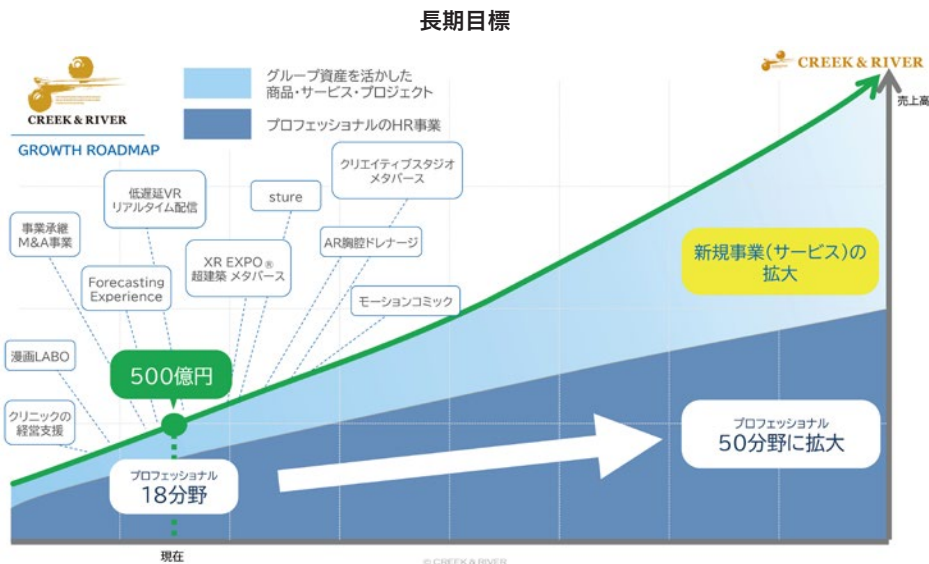 長期目標
CREEK & RIVER
GROWTH ROADMAP
グループ資産を活かした
商品・サービス・プロジェクト
プロフェッショナルのHR事業
CREEK & RIVER
売上高
クリエイティブスタジオ
メタバース
低遅延VR
リアルタイム配信
sture
事業承継
M&A事業
AR胸腔ドレナージ
XR EXPO®
超建築 メタバース
Forecasting
Experience
モーションコミック
新規事業(サービス)の
拡大
漫画LABO
500億円
クリニックの
経営支援
プロフェッショナル
18分野
プロフェッショナル
50分野に拡大
現在
© CREEK & RIVER